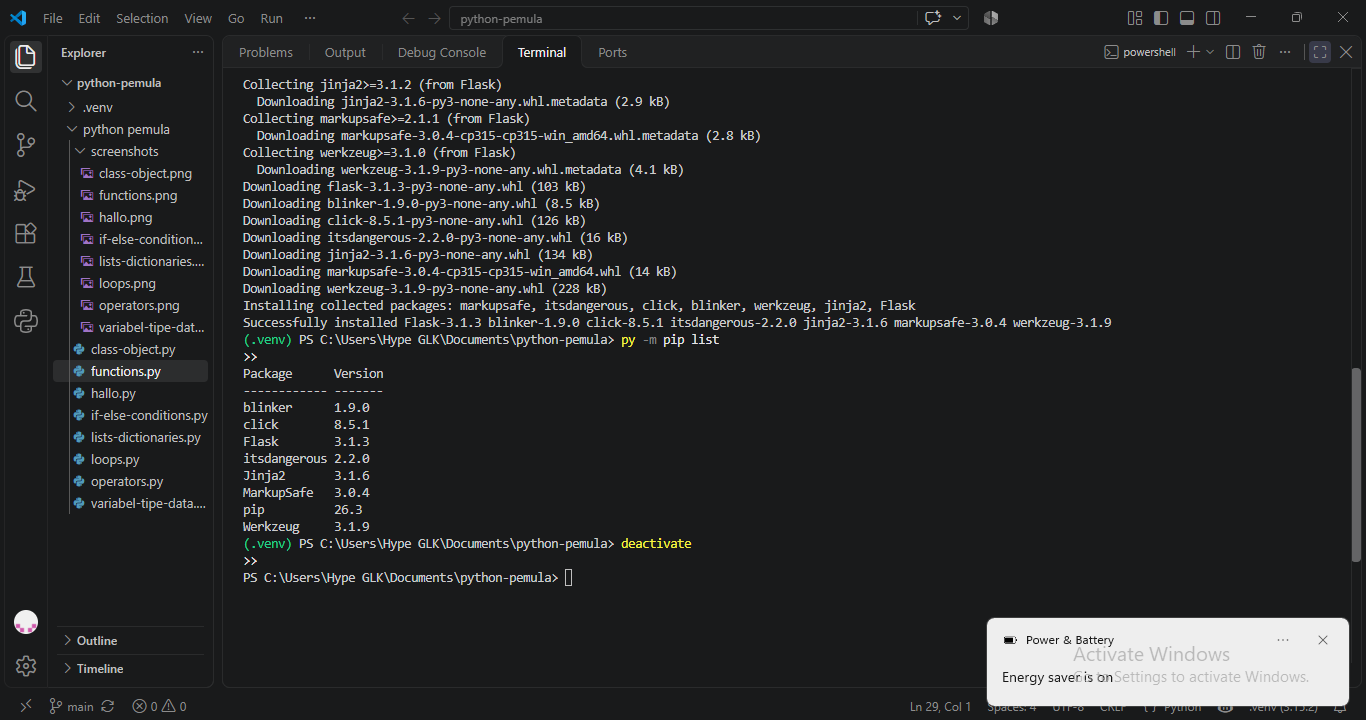 File Edit Selection View Go Run ··· python-pemula
Explorer ···
python-pemula
.venv
python pemula
screenshots
class-object.png
functions.png
hallo.png
if-else-condition...
lists-dictionaries....
loops.png
operators.png
variabel-tipe-dat...
class-object.py
functions.py
hallo.py
if-else-conditions.py
lists-dictionaries.py
loops.py
operators.py
variabel-tipe-data....
Outline
Timeline
Problems Output Debug Console Terminal Ports powershell
Collecting jinja2>=3.1.2 (from Flask)
Downloading jinja2-3.1.6-py3-none-any.whl.metadata (2.9 kB)
Collecting markupsafe>=2.1.1 (from Flask)
Downloading markupsafe-3.0.4-cp315-cp315-win_amd64.whl.metadata (2.8 kB)
Collecting werkzeug>=3.1.0 (from Flask)
Downloading werkzeug-3.1.9-py3-none-any.whl.metadata (4.1 kB)
Downloading flask-3.1.3-py3-none-any.whl (103 kB)
Downloading blinker-1.9.0-py3-none-any.whl (8.5 kB)
Downloading click-8.5.1-py3-none-any.whl (126 kB)
Downloading itsdangerous-2.2.0-py3-none-any.whl (16 kB)
Downloading jinja2-3.1.6-py3-none-any.whl (134 kB)
Downloading markupsafe-3.0.4-cp315-cp315-win_amd64.whl (14 kB)
Downloading werkzeug-3.1.9-py3-none-any.whl (228 kB)
Installing collected packages: markupsafe, itsdangerous, click, blinker, werkzeug, jinja2, Flask
Successfully installed Flask-3.1.3 blinker-1.9.0 click-8.5.1 itsdangerous-2.2.0 jinja2-3.1.6 markupsafe-3.0.4 werkzeug-3.1.9
(.venv) PS C:\Users\Hype GLK\Documents\python-pemula> py -m pip list
>>
Package Version
------------ -------
blinker 1.9.0
click 8.5.1
Flask 3.1.3
itsdangerous 2.2.0
Jinja2 3.1.6
MarkupSafe 3.0.4
pip 26.3
Werkzeug 3.1.9
(.venv) PS C:\Users\Hype GLK\Documents\python-pemula> deactivate
>>
PS C:\Users\Hype GLK\Documents\python-pemula>
Power & Battery
Activate Windows
Energy saver is on
Go to Settings to activate Windows.
main 0 0 Ln 29, Col 1 Spaces: 4 UTF-8 CRLF { } Python .venv (3.15.2)